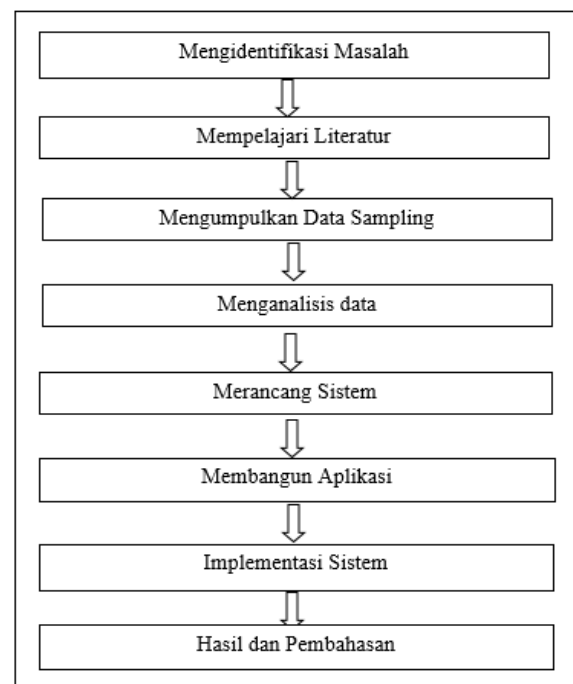 Mengidentifikasi Masalah
Mempelajari Literatur
Mengumpulkan Data Sampling
Menganalisis data
Merancang Sistem
Membangun Aplikasi
Implementasi Sistem
Hasil dan Pembahasan